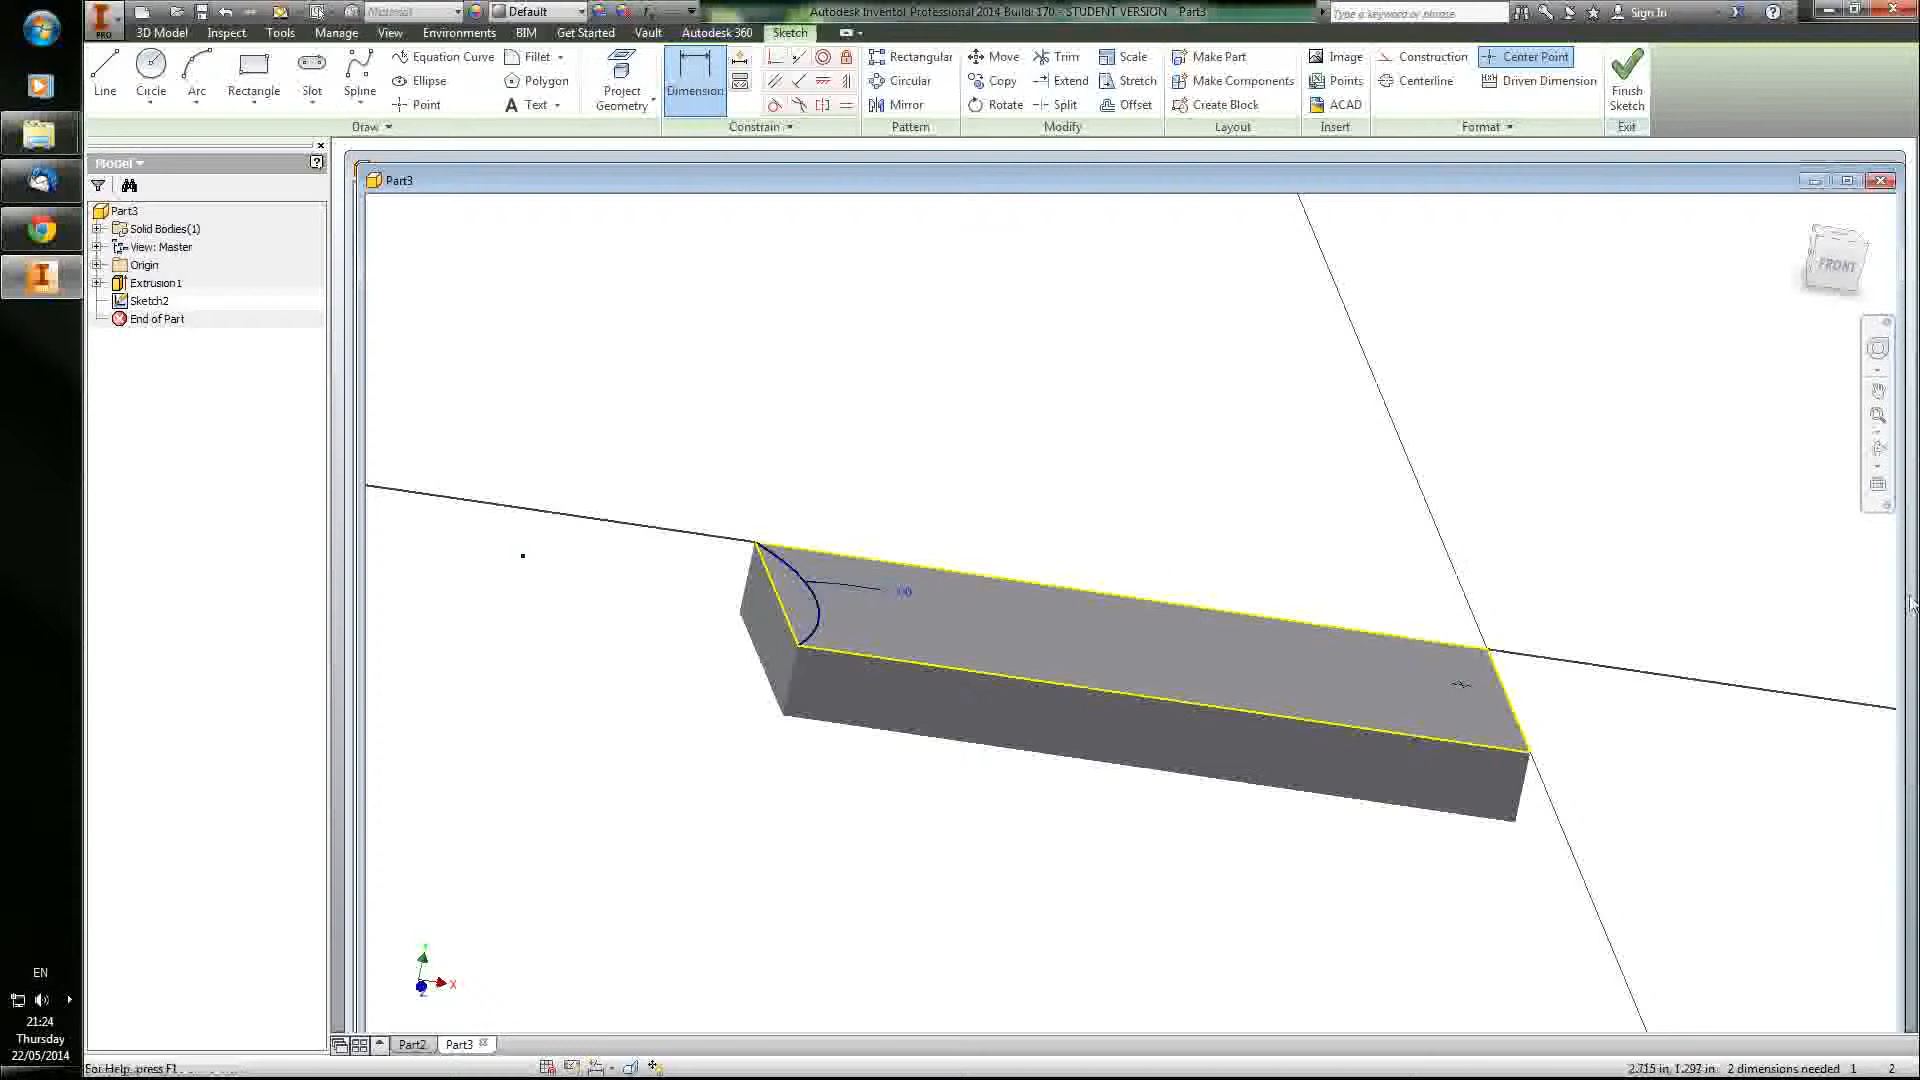 Material
Default
Autodesk Inventor Professional 2014 Build: 170 - STUDENT VERSION Part3
Type a keyword or phrase
Sign In
PRO
3D Model Inspect Tools Manage View Environments BIM Get Started Vault Autodesk 360 Sketch
Line Circle Arc Rectangle Slot Spline
Equation Curve Fillet
Ellipse Polygon
Point Text
Project Geometry
Dimension
Rectangular
Circular
Mirror
Move Trim Scale
Copy Extend Stretch
Rotate Split Offset
Make Part
Make Components
Create Block
Image
Points
ACAD
Construction Center Point
Centerline Driven Dimension
Finish Sketch
Draw Constrain Pattern Modify Layout Insert Format Exit
Model
Part3
Solid Bodies(1)
View: Master
Origin
Extrusion1
Sketch2
End of Part
Part3
FRONT
X
Z
EN
21:24
Thursday
22/05/2014
Part2 Part3
For Help, press F1
2.715 in, 1.297 in 2 dimensions needed 1 2